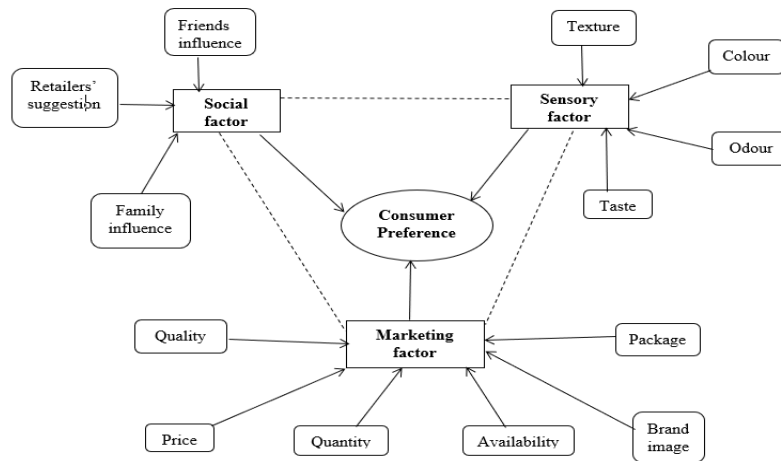 Friends
influence
Texture
Colour
Retailers'
suggestion
Social
factor
Sensory
factor
Odour
Family
influence
Consumer
Preference
Taste
Quality
Marketing
factor
Package
Price
Quantity
Availability
Brand
image